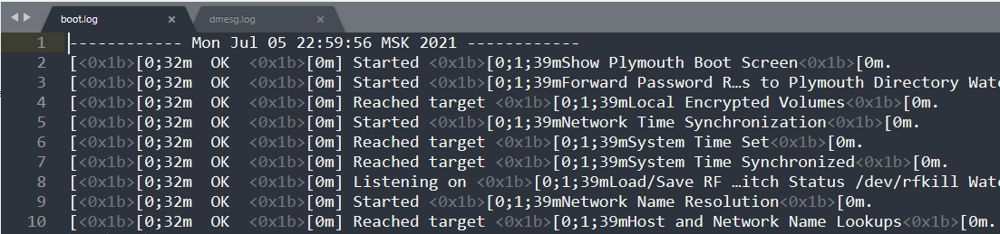 boot.log × dmesg.log ×
1 ------------ Mon Jul 05 22:59:56 MSK 2021 ------------
2 [<0x1b>[0;32m  OK  <0x1b>[0m] Started <0x1b>[0;1;39mShow Plymouth Boot Screen<0x1b>[0m.
3 [<0x1b>[0;32m  OK  <0x1b>[0m] Started <0x1b>[0;1;39mForward Password R…s to Plymouth Directory Wat
4 [<0x1b>[0;32m  OK  <0x1b>[0m] Reached target <0x1b>[0;1;39mLocal Encrypted Volumes<0x1b>[0m.
5 [<0x1b>[0;32m  OK  <0x1b>[0m] Started <0x1b>[0;1;39mNetwork Time Synchronization<0x1b>[0m.
6 [<0x1b>[0;32m  OK  <0x1b>[0m] Reached target <0x1b>[0;1;39mSystem Time Set<0x1b>[0m.
7 [<0x1b>[0;32m  OK  <0x1b>[0m] Reached target <0x1b>[0;1;39mSystem Time Synchronized<0x1b>[0m.
8 [<0x1b>[0;32m  OK  <0x1b>[0m] Listening on <0x1b>[0;1;39mLoad/Save RF …itch Status /dev/rfkill Wat
9 [<0x1b>[0;32m  OK  <0x1b>[0m] Started <0x1b>[0;1;39mNetwork Name Resolution<0x1b>[0m.
10 [<0x1b>[0;32m  OK  <0x1b>[0m] Reached target <0x1b>[0;1;39mHost and Network Name Lookups<0x1b>[0m.